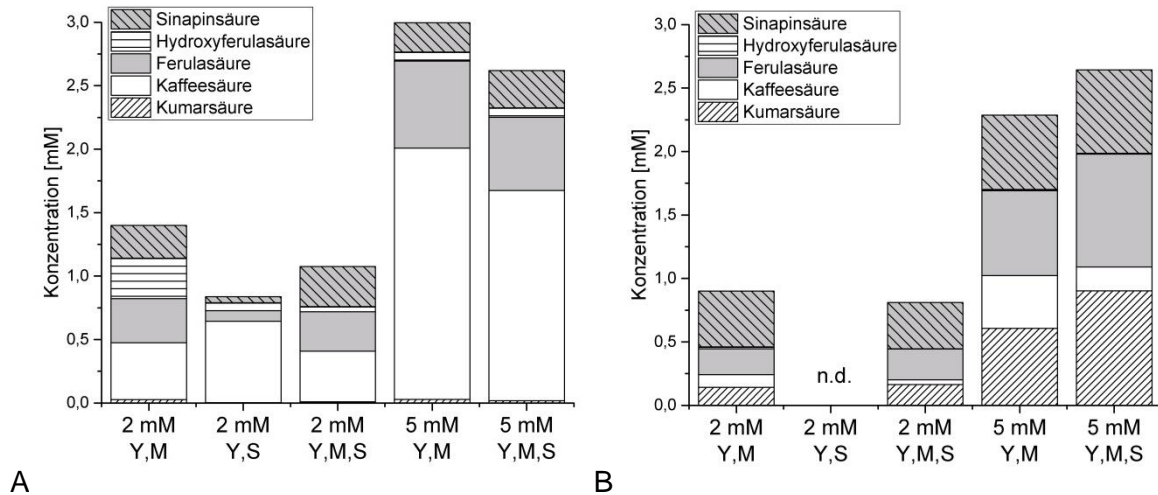 Konzentration [mM]
3,0
2,5
2,0
1,5
1,0
0,5
0,0
Sinapinsäure
Hydroxyferulasäure
Ferulasäure
Kaffeesäure
Kumarsäure
2 mM 2 mM 2 mM 5 mM 5 mM
Y,M Y,S Y,M,S Y,M Y,M,S
A
Konzentration [mM]
3,0
2,5
2,0
1,5
1,0
0,5
0,0
Sinapinsäure
Hydroxyferulasäure
Ferulasäure
Kaffeesäure
Kumarsäure
n.d.
2 mM 2 mM 2 mM 5 mM 5 mM
Y,M Y,S Y,M,S Y,M Y,M,S
B